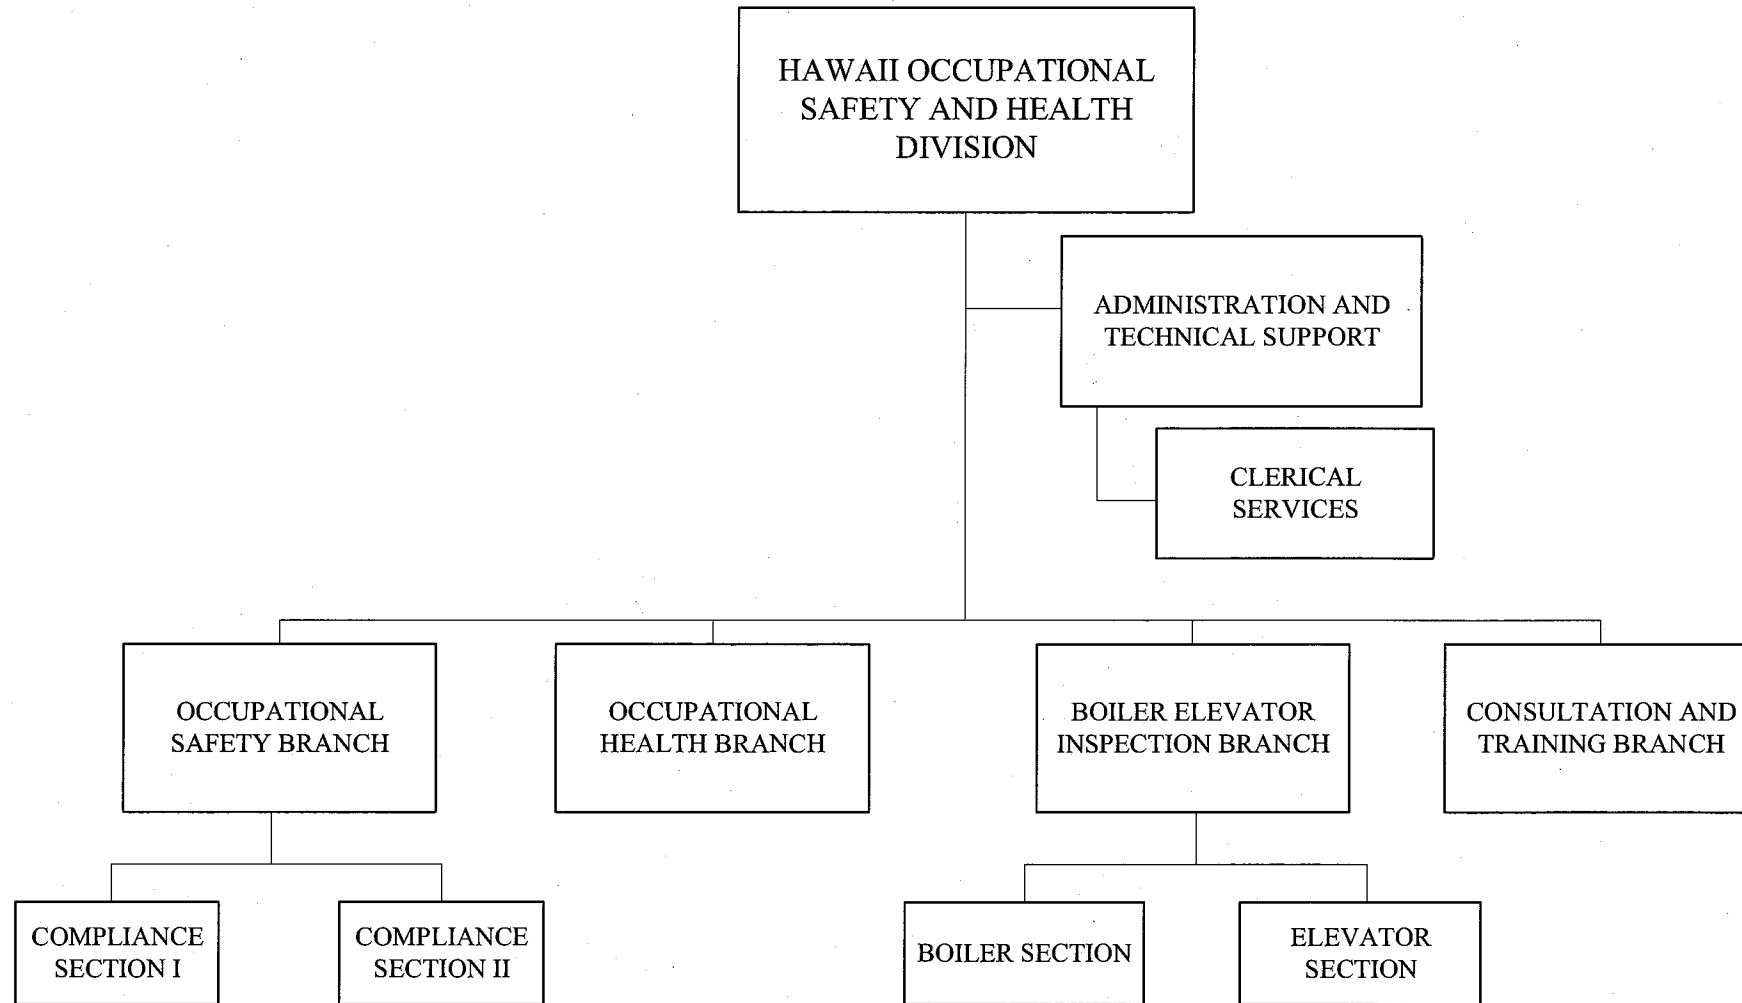 HAWAII OCCUPATIONAL
SAFETY AND HEALTH
DIVISION
ADMINISTRATION AND
TECHNICAL SUPPORT
CLERICAL
SERVICES
OCCUPATIONAL
SAFETY BRANCH
OCCUPATIONAL
HEALTH BRANCH
BOILER ELEVATOR
INSPECTION BRANCH
CONSULTATION AND
TRAINING BRANCH
COMPLIANCE
SECTION I
COMPLIANCE
SECTION II
BOILER SECTION
ELEVATOR
SECTION